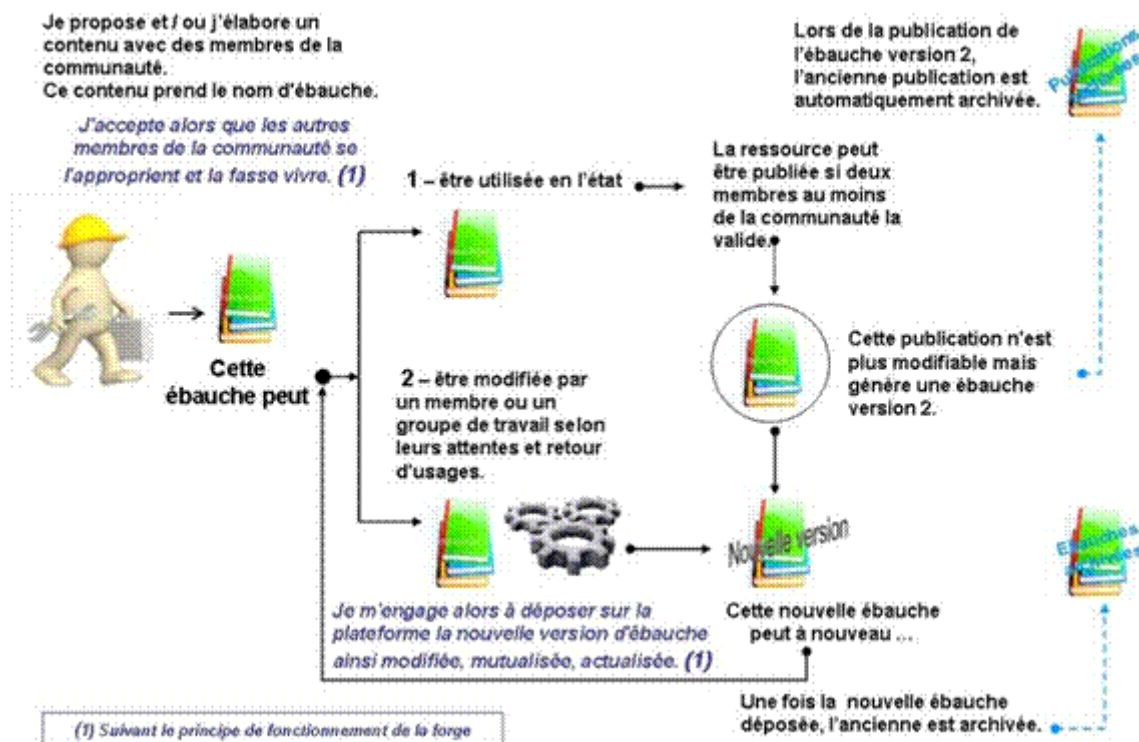 Je propose et / ou j'élabore un
contenu avec des membres de la
communauté.
Ce contenu prend le nom d'ébauche.
J'accepte alors que les autres
membres de la communauté se
l'approprient et la fasse vivre. (1)
Cette
ébauche peut
1 – être utilisée en l'état
La ressource peut
être publiée si deux
membres au moins
de la communauté la
valide.
Lors de la publication de
l'ébauche version 2,
l'ancienne publication est
automatiquement archivée.
Publications
archivées
Cette publication n'est
plus modifiable mais
génère une ébauche
version 2.
2 – être modifiée par
un membre ou un
groupe de travail selon
leurs attentes et retour
d'usages.
Nouvelle version
Je m'engage alors à déposer sur la
plateforme la nouvelle version d'ébauche
ainsi modifiée, mutualisée, actualisée. (1)
Cette nouvelle ébauche
peut à nouveau ...
Ebauches
archivées
Une fois la nouvelle ébauche
déposée, l'ancienne est archivée.
(1) Suivant le principe de fonctionnement de la forge